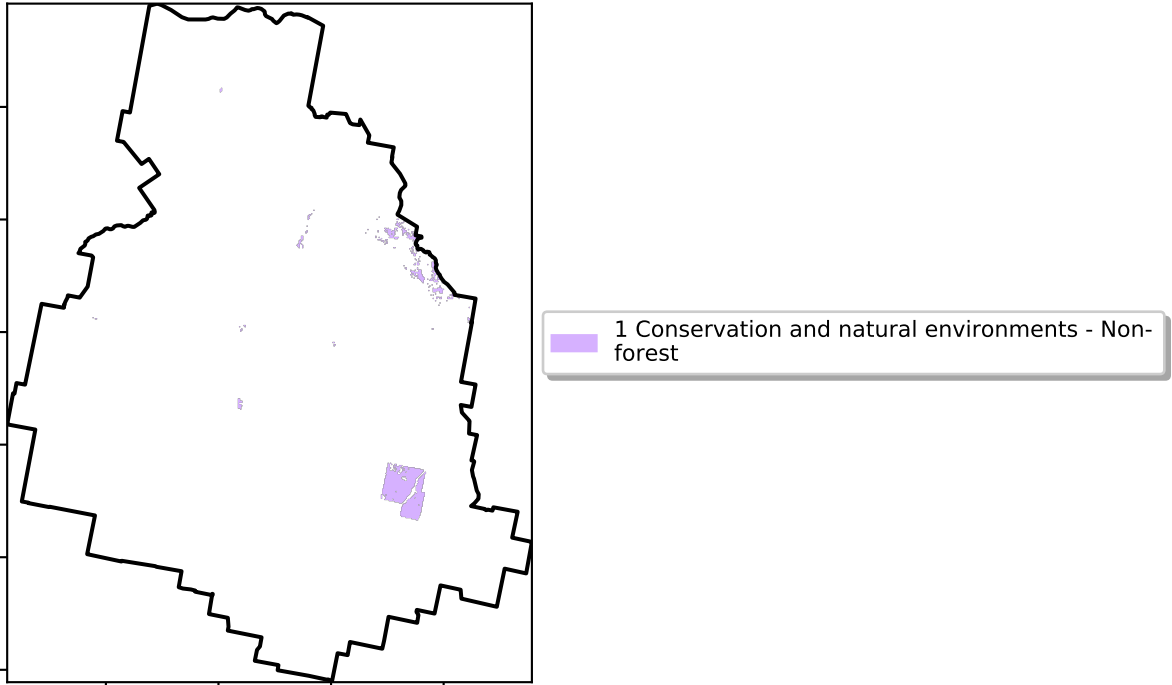 1 Conservation and natural environments - Non-
forest